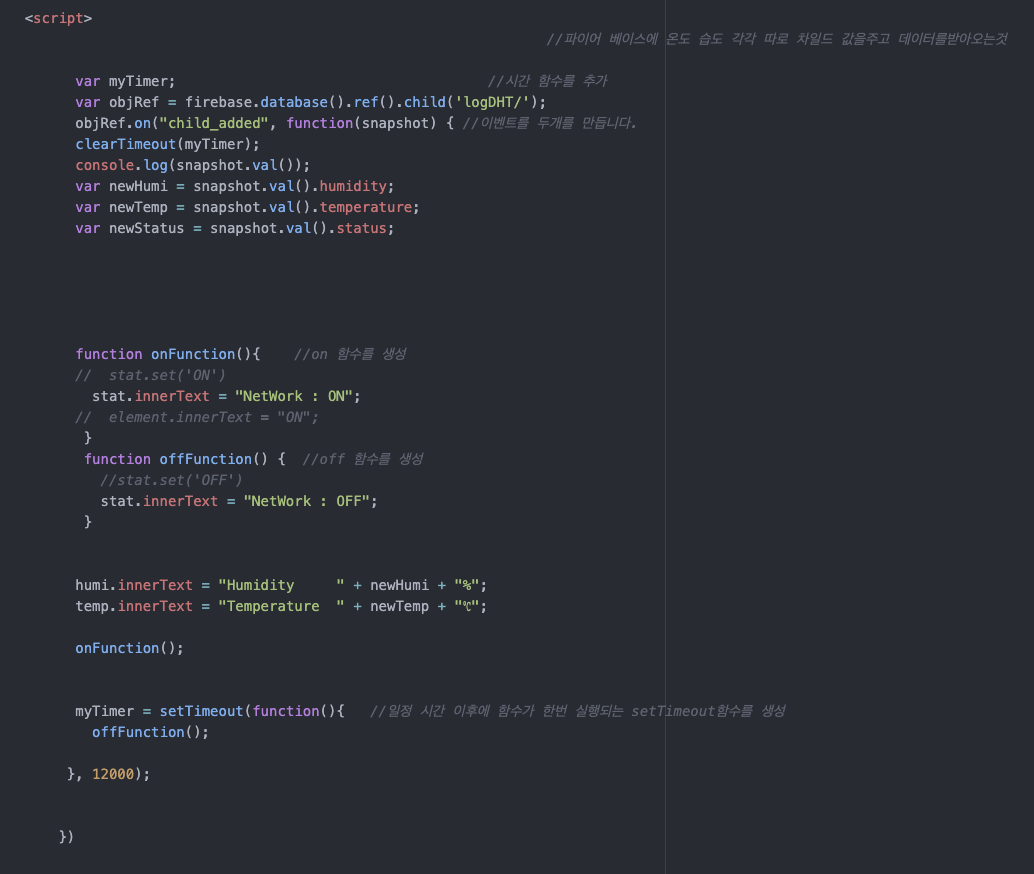 <script>
//파이어 베이스에 온도 습도 각각 따로 차일드 값을주고 데이터를받아오는것
var myTimer; //시간 함수를 추가
var objRef = firebase.database().ref().child('logDHT/');
objRef.on("child_added", function(snapshot) { //이벤트를 두개를 만듭니다.
clearTimeout(myTimer);
console.log(snapshot.val());
var newHumi = snapshot.val().humidity;
var newTemp = snapshot.val().temperature;
var newStatus = snapshot.val().status;
function onFunction(){ //on 함수를 생성
// stat.set('ON')
stat.innerText = "NetWork : ON";
// element.innerText = "ON";
}
function offFunction() { //off 함수를 생성
//stat.set('OFF')
stat.innerText = "NetWork : OFF";
}
humi.innerText = "Humidity     " + newHumi + "%";
temp.innerText = "Temperature  " + newTemp + "℃";
onFunction();
myTimer = setTimeout(function(){ //일정 시간 이후에 함수가 한번 실행되는 setTimeout함수를 생성
offFunction();
}, 12000);
})